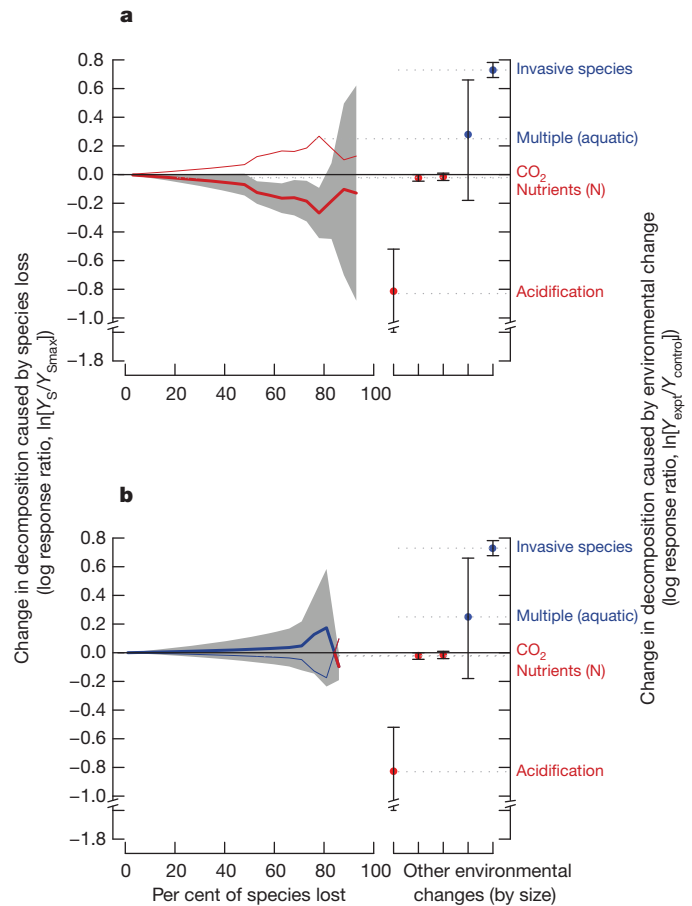 a
0.8
0.6
0.4
0.2
0.0
−0.2
−0.4
−0.6
−0.8
−1.0
−1.8
0 20 40 60 80 100
Invasive species
Multiple (aquatic)
CO2
Nutrients (N)
Acidification
b
0.8
0.6
0.4
0.2
0.0
−0.2
−0.4
−0.6
−0.8
−1.0
−1.8
0 20 40 60 80 100
Invasive species
Multiple (aquatic)
CO2
Nutrients (N)
Acidification
Per cent of species lost
Other environmental
changes (by size)
Change in decomposition caused by species loss
(log response ratio, ln[YS/YSmax])
Change in decomposition caused by environmental change
(log response ratio, ln[Yexpt/Ycontrol])